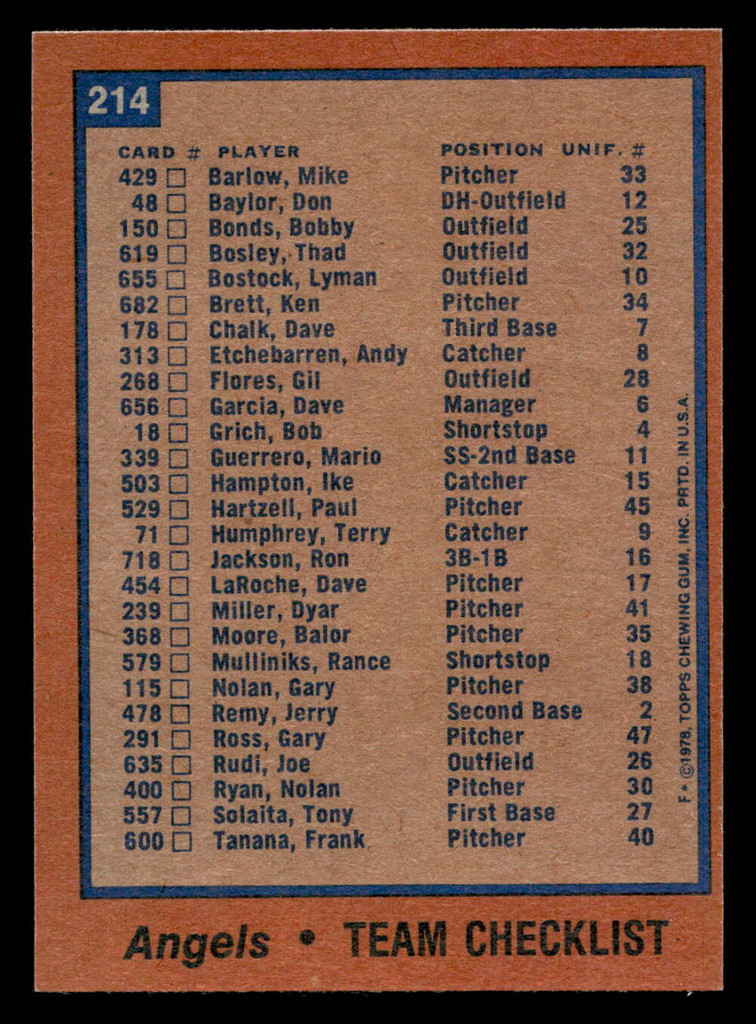 214
CARD # PLAYER POSITION UNIF. #
429 □ Barlow, Mike Pitcher 33
48 □ Baylor, Don DH-Outfield 12
150 □ Bonds, Bobby Outfield 25
619 □ Bosley, Thad Outfield 32
655 □ Bostock, Lyman Outfield 10
682 □ Brett, Ken Pitcher 34
178 □ Chalk, Dave Third Base 7
313 □ Etchebarren, Andy Catcher 8
268 □ Flores, Gil Outfield 28
656 □ Garcia, Dave Manager 6
18 □ Grich, Bob Shortstop 4
339 □ Guerrero, Mario SS-2nd Base 11
503 □ Hampton, Ike Catcher 15
529 □ Hartzell, Paul Pitcher 45
71 □ Humphrey, Terry Catcher 9
718 □ Jackson, Ron 3B-1B 16
454 □ LaRoche, Dave Pitcher 17
239 □ Miller, Dyar Pitcher 41
368 □ Moore, Balor Pitcher 35
579 □ Mulliniks, Rance Shortstop 18
115 □ Nolan, Gary Pitcher 38
478 □ Remy, Jerry Second Base 2
291 □ Ross, Gary Pitcher 47
635 □ Rudi, Joe Outfield 26
400 □ Ryan, Nolan Pitcher 30
557 □ Solaita, Tony First Base 27
600 □ Tanana, Frank Pitcher 40
F* ©1978, TOPPS CHEWING GUM, INC. PRTD. IN U.S.A.
Angels • TEAM CHECKLIST